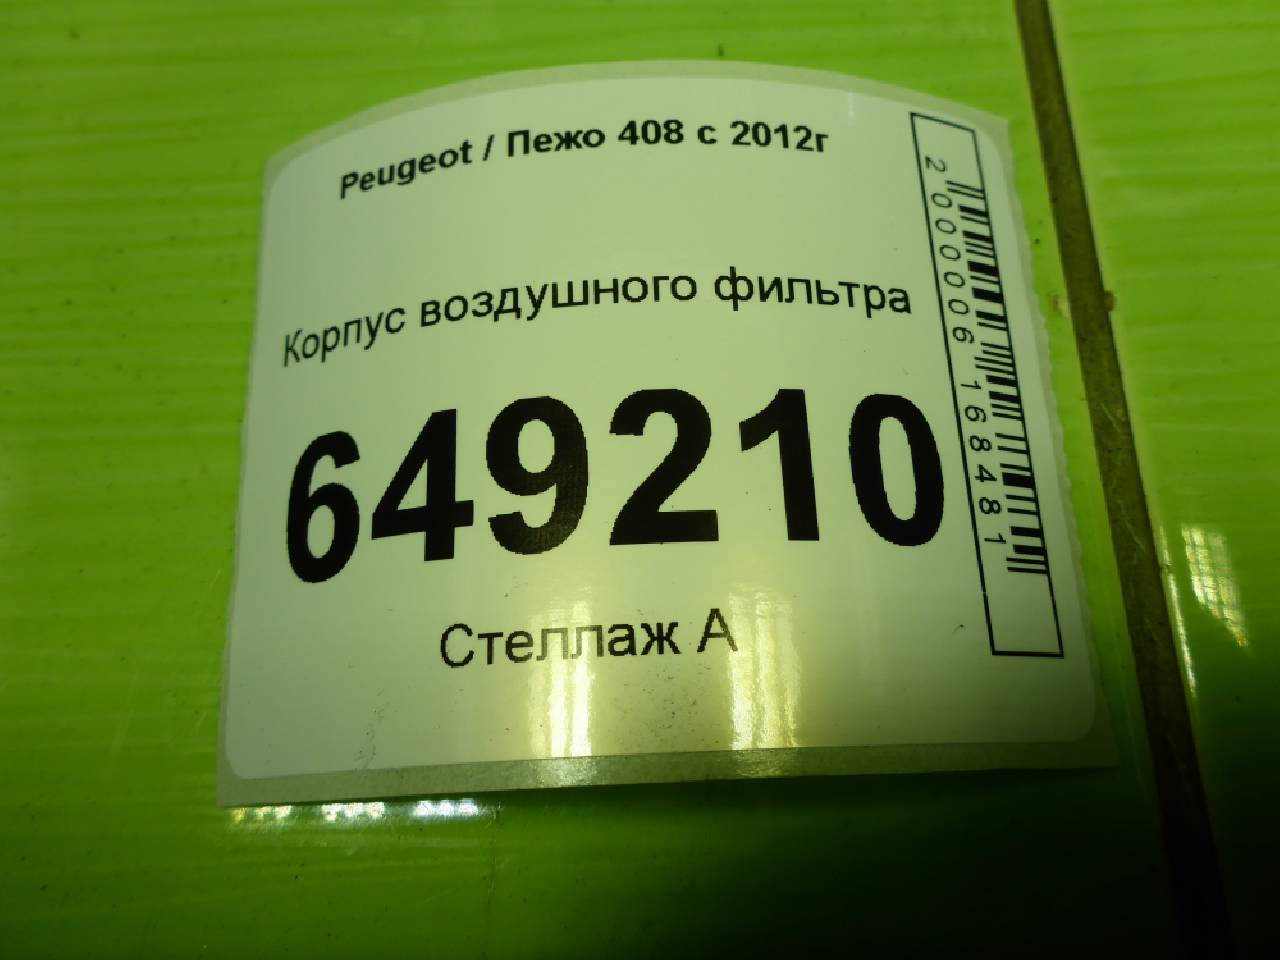 Peugeot / Пежо 408 с 2012г
Корпус воздушного фильтра
649210
Стеллаж А
2000006168481